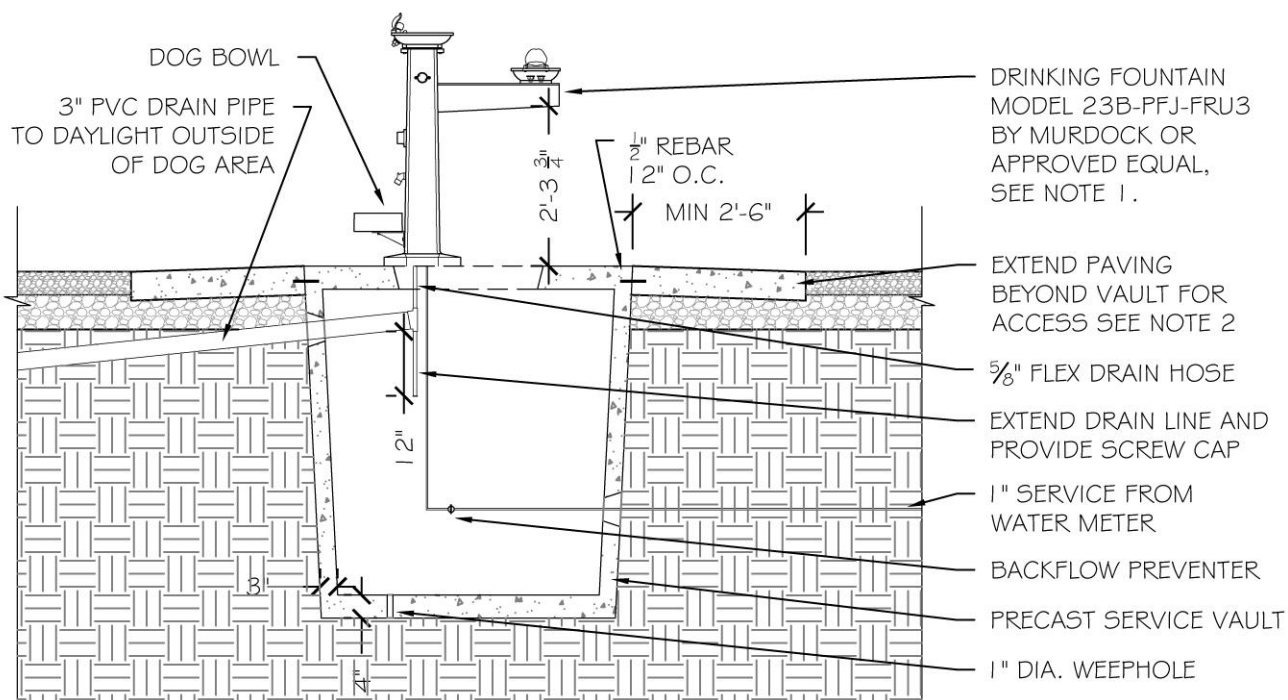 DOG BOWL
3" PVC DRAIN PIPE
TO DAYLIGHT OUTSIDE
OF DOG AREA
2'-3 3/4"
1/2" REBAR
12" O.C.
MIN 2'-6"
DRINKING FOUNTAIN
MODEL 23B-PFJ-FRU3
BY MURDOCK OR
APPROVED EQUAL,
SEE NOTE 1.
EXTEND PAVING
BEYOND VAULT FOR
ACCESS SEE NOTE 2
5/8" FLEX DRAIN HOSE
EXTEND DRAIN LINE AND
PROVIDE SCREW CAP
1" SERVICE FROM
WATER METER
BACKFLOW PREVENTER
PRECAST SERVICE VAULT
1" DIA. WEEPHOLE
12"
3"
4"